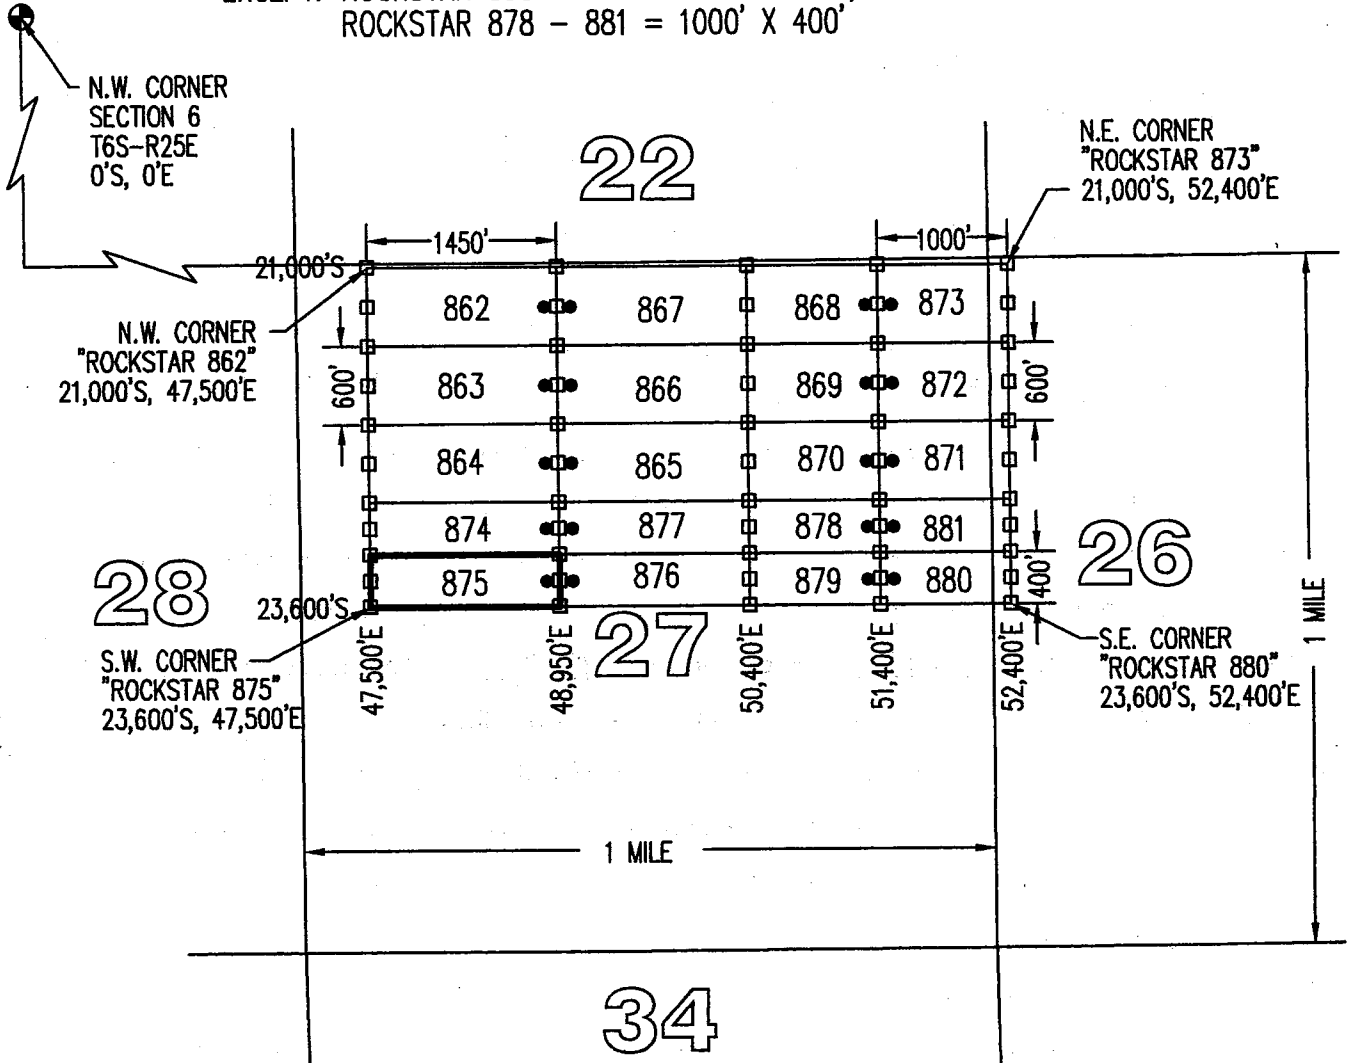 ROCKSTAR 878 - 881 = 1000' X 400'
N.W. CORNER
SECTION 6
T6S-R25E
0'S, 0'E
22
N.E. CORNER
"ROCKSTAR 873"
21,000'S, 52,400'E
1450'
1000'
21,000'S
862
867
868
873
N.W. CORNER
"ROCKSTAR 862"
21,000'S, 47,500'E
600'
863
866
869
872
600'
864
865
870
871
874
877
878
881
28
875
876
879
880
400'
26
23,600'S
27
1 MILE
S.W. CORNER
"ROCKSTAR 875"
23,600'S, 47,500'E
47,500'E
48,950'E
50,400'E
51,400'E
52,400'E
S.E. CORNER
"ROCKSTAR 880"
23,600'S, 52,400'E
1 MILE
34